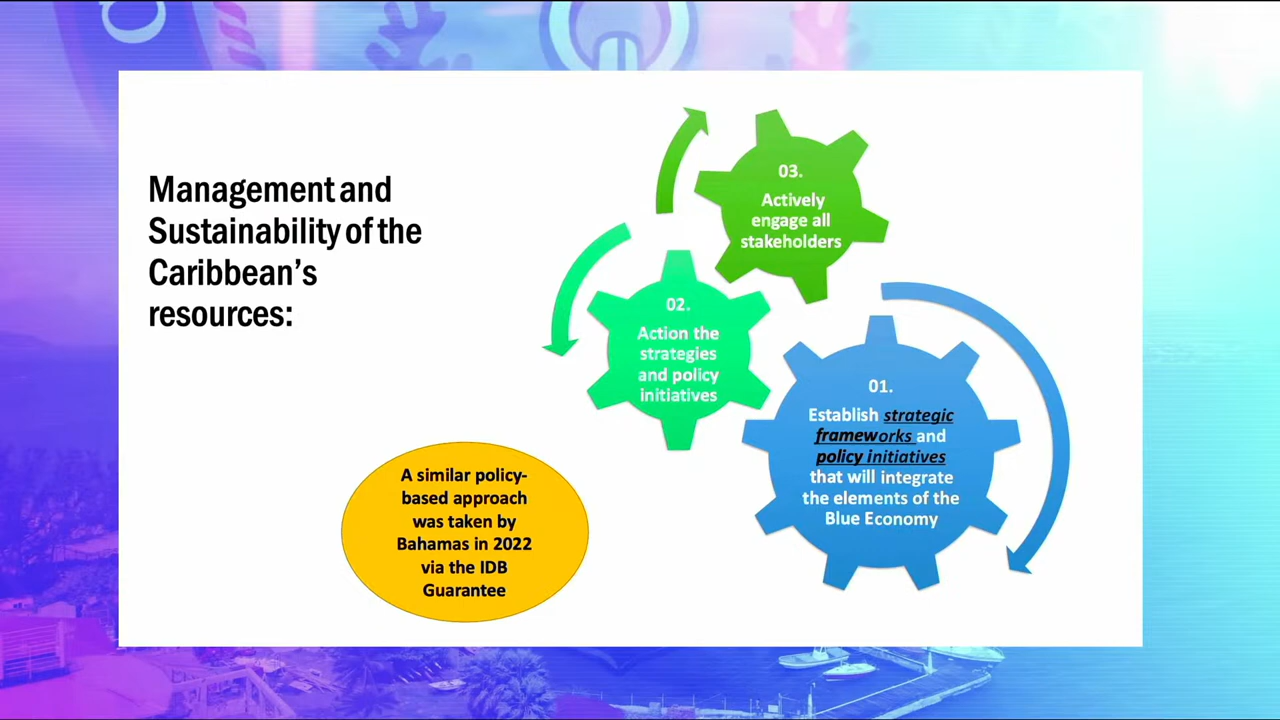 Management and
Sustainability of the
Caribbean's
resources:
03.
Actively
engage all
stakeholders
02.
Action the
strategies
and policy
initiatives
01.
Establish strategic
frameworks and
policy initiatives
that will integrate
the elements of the
Blue Economy
A similar policy-
based approach
was taken by
Bahamas in 2022
via the IDB
Guarantee